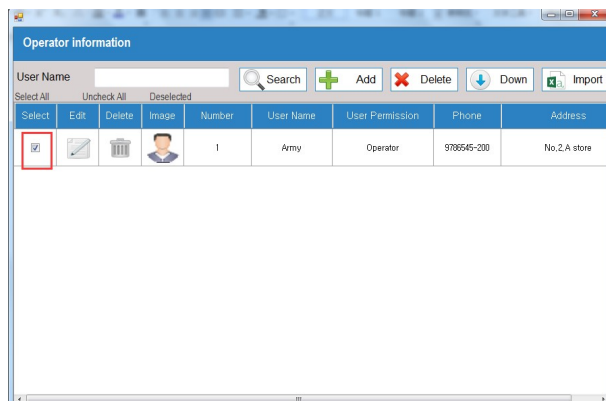 Operator information
User Name Search Add Delete Down Import
Select All Uncheck All Deselected
Select Edit Delete Image Number User Name User Permission Phone Address
1 Army Operator 9786545-200 No,2,A store